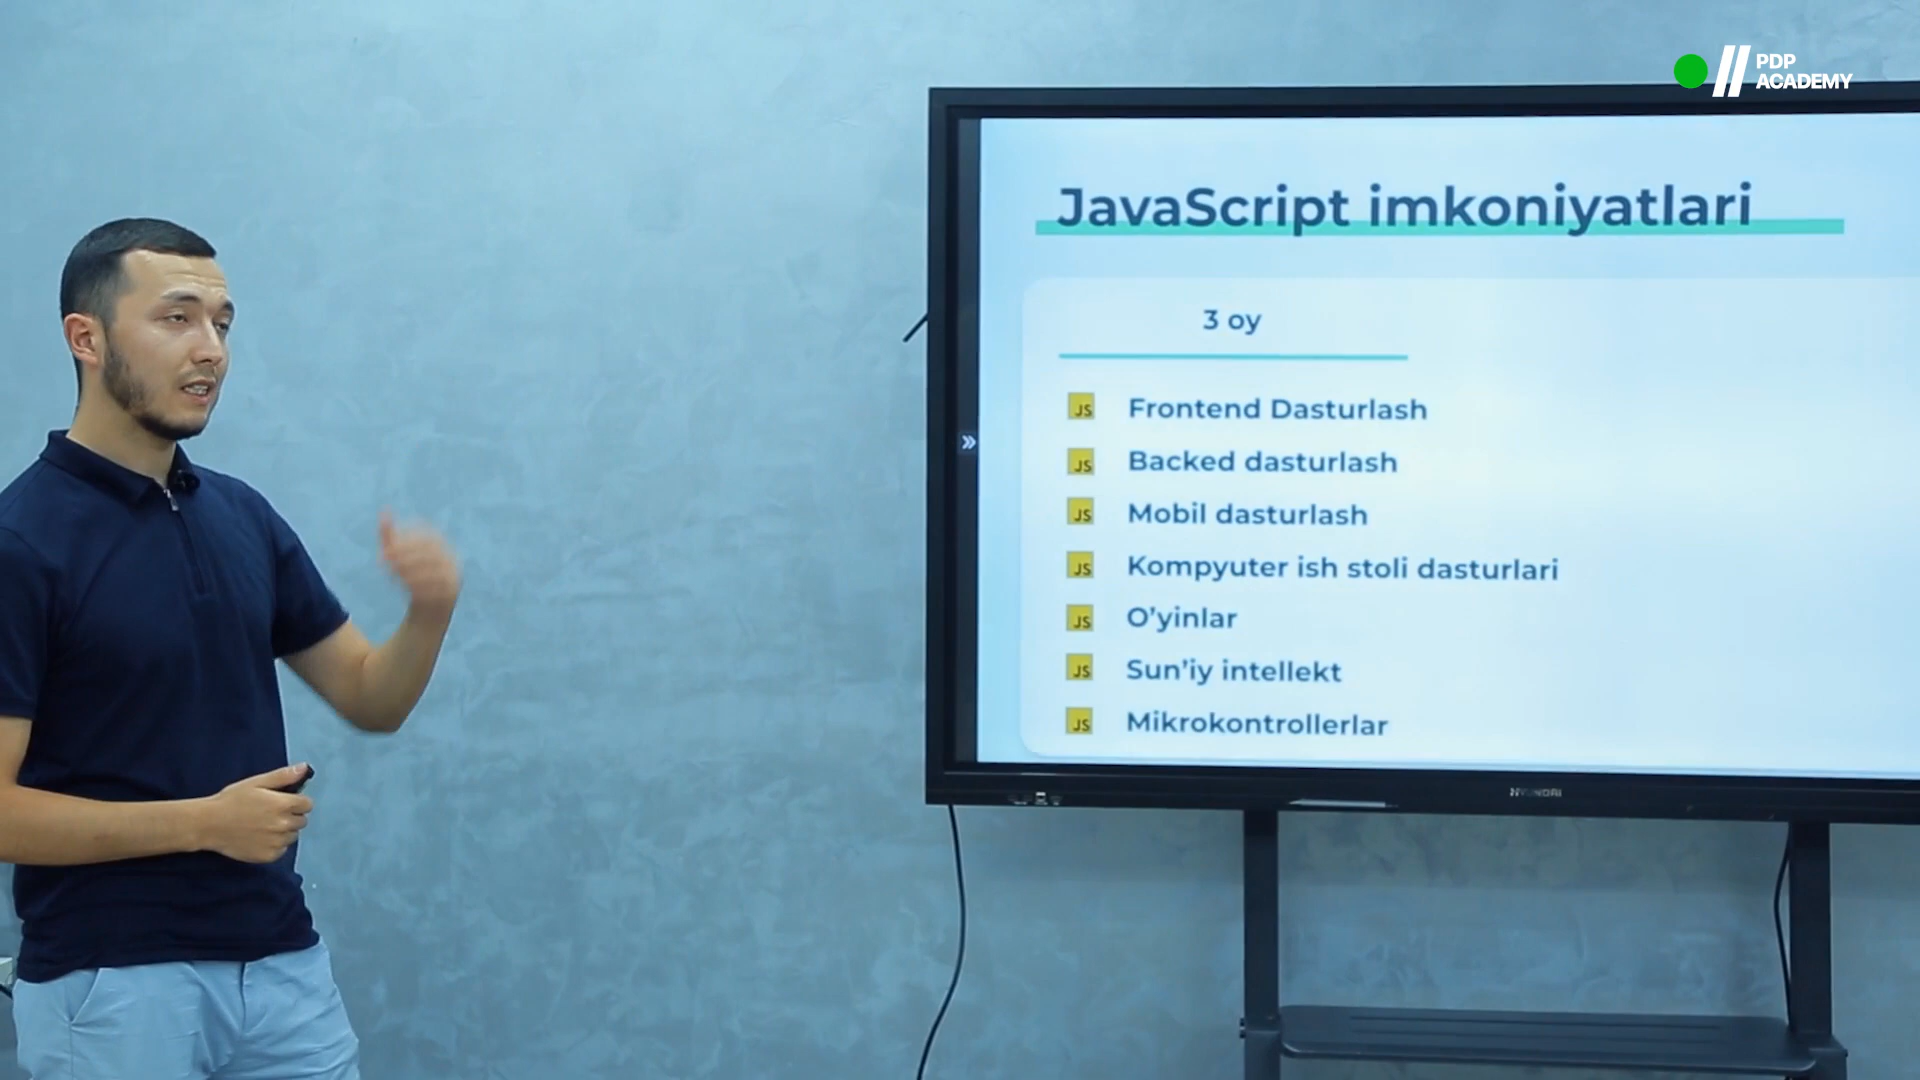 PDP
ACADEMY
JavaScript imkoniyatlari
3 oy
JS Frontend Dasturlash
JS Backed dasturlash
JS Mobil dasturlash
JS Kompyuter ish stoli dasturlari
JS O'yinlar
JS Sun'iy intellekt
JS Mikrokontrollerlar
HYUNDAI